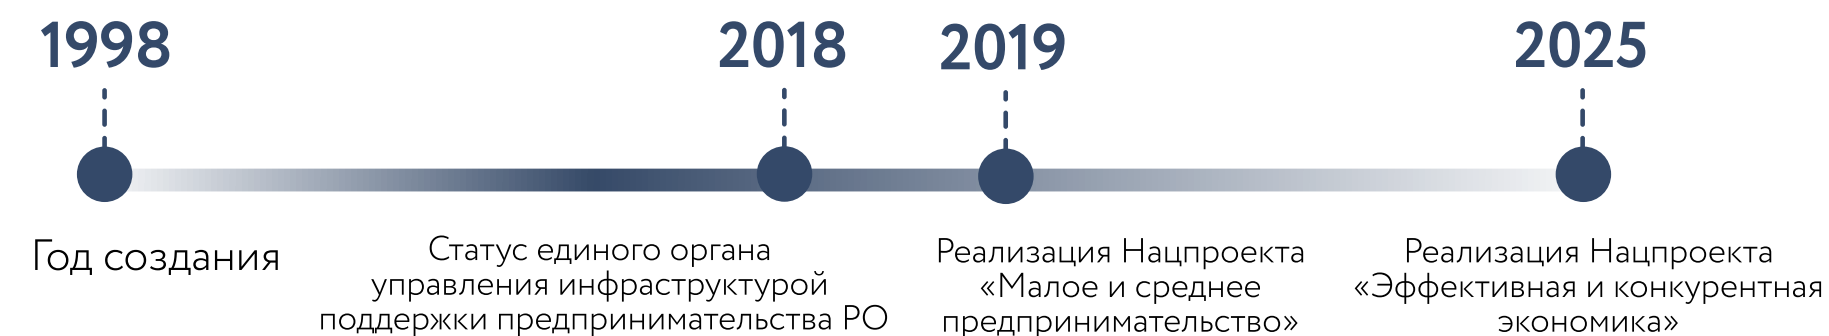 1998
2018
2019
2025
Год создания
Статус единого органа
управления инфраструктурой
поддержки предпринимательства РО
Реализация Нацпроекта
«Малое и среднее
предпринимательство»
Реализация Нацпроекта
«Эффективная и конкурентная
экономика»